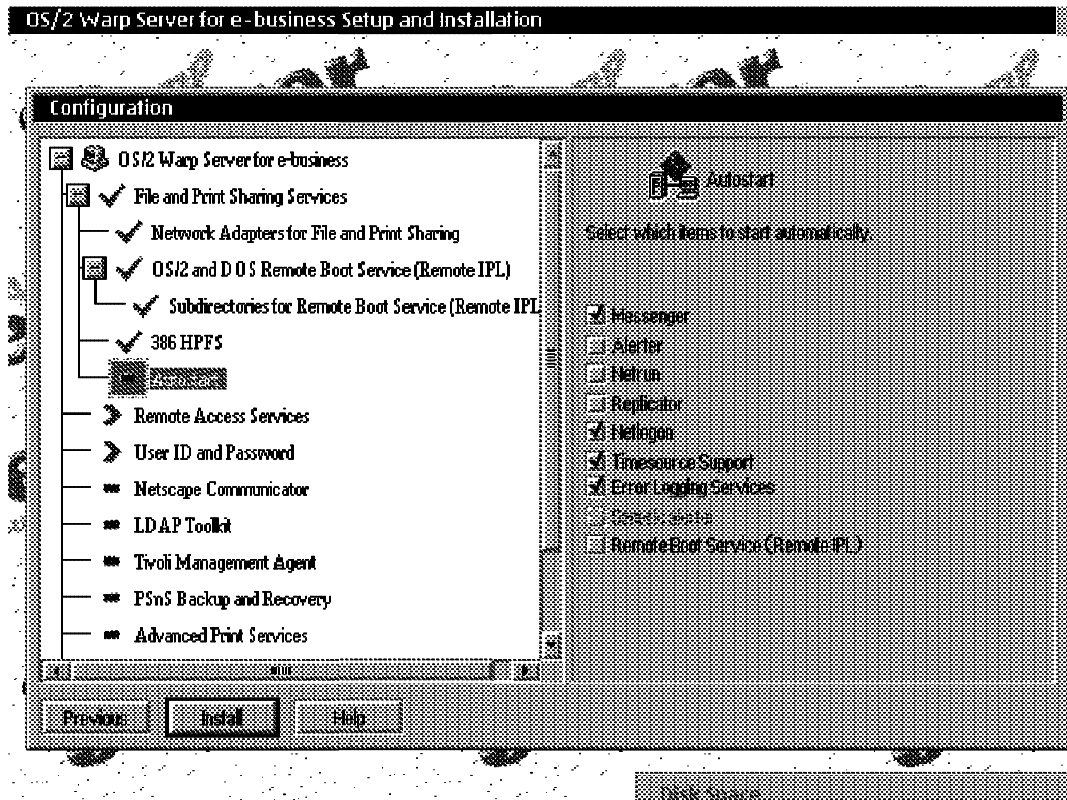 OS/2 Warp Server for e-business Setup and Installation
Configuration
OS/2 Warp Server for e-business
File and Print Sharing Services
Network Adapters for File and Print Sharing
OS/2 and DOS Remote Boot Service (Remote IPL)
Subdirectories for Remote Boot Service (Remote IPL
386 HPFS
Autostart
Remote Access Services
User ID and Password
Netscape Communicator
LDAP Toolkit
Tivoli Management Agent
PSnS Backup and Recovery
Advanced Print Services
Autostart
Select which items to start automatically.
Messenger
Alerter
Netrun
Replicator
Netlogon
Timesource Support
Error Logging Services
Generic alerter
Remote Boot Service (Remote IPL)
Previous
Install
Help
Disk Space